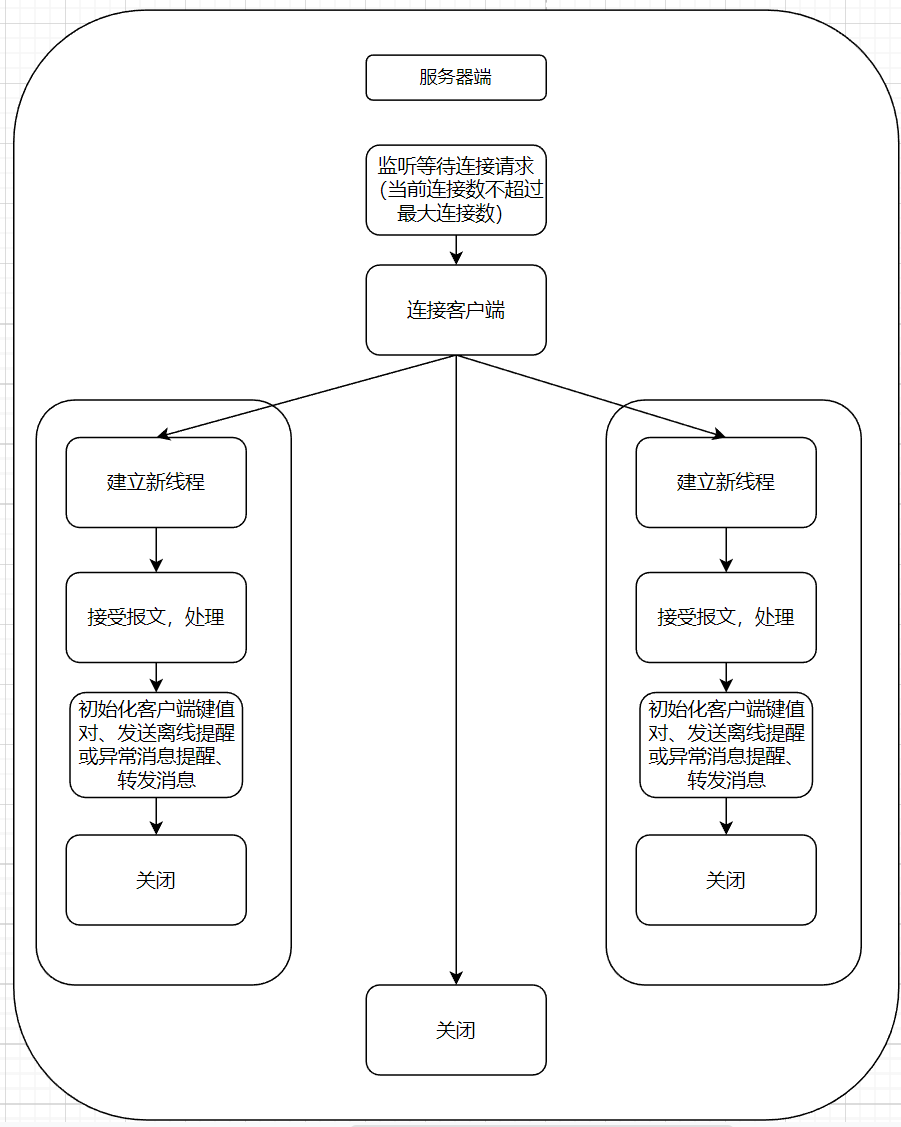 服务器端
监听等待连接请求
（当前连接数不超过
最大连接数）
连接客户端
建立新线程
接受报文，处理
初始化客户端键值
对、发送离线提醒
或异常消息提醒、
转发消息
关闭
建立新线程
接受报文，处理
初始化客户端键值
对、发送离线提醒
或异常消息提醒、
转发消息
关闭
关闭